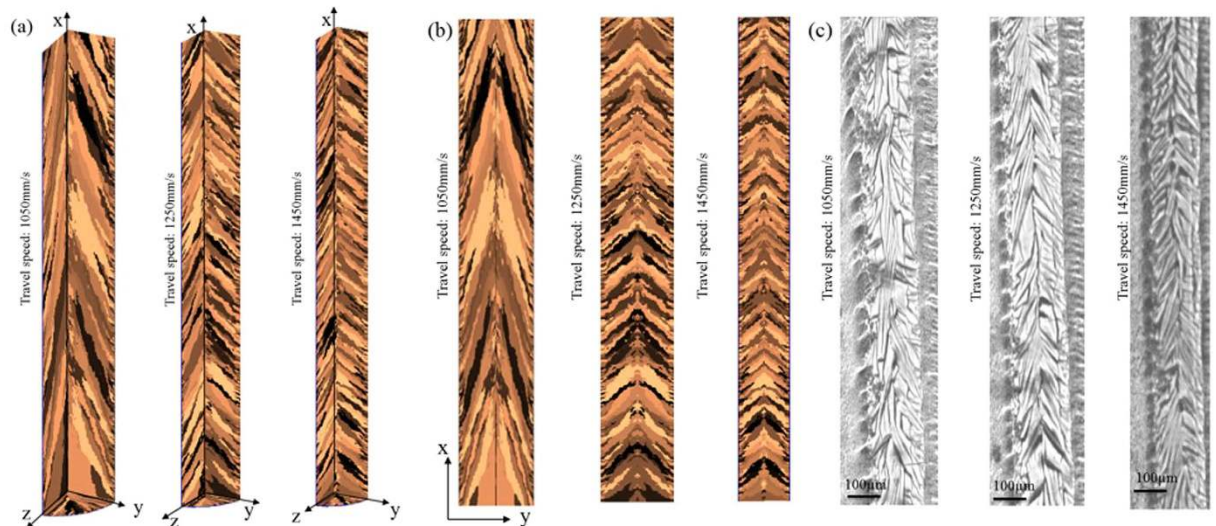 (a)
x
Travel speed: 1050mm/s
z
y
x
Travel speed: 1250mm/s
z
y
x
Travel speed: 1450mm/s
z
y
(b)
Travel speed: 1050mm/s
x
y
Travel speed: 1250mm/s
Travel speed: 1450mm/s
(c)
Travel speed: 1050mm/s
100μm
Travel speed: 1250mm/s
100μm
Travel speed: 1450mm/s
100μm